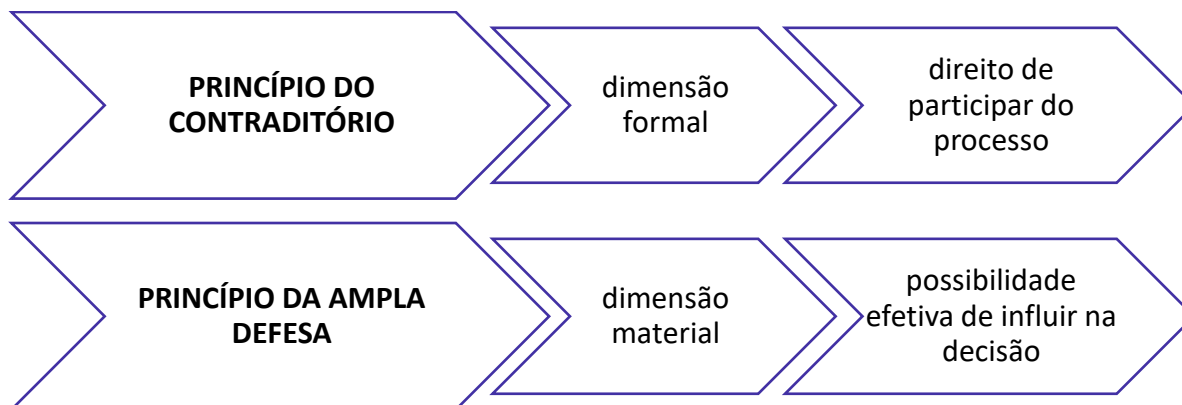 PRINCÍPIO DO
CONTRADITÓRIO
dimensão
formal
direito de
participar do
processo
PRINCÍPIO DA AMPLA
DEFESA
dimensão
material
possibilidade
efetiva de influir na
decisão